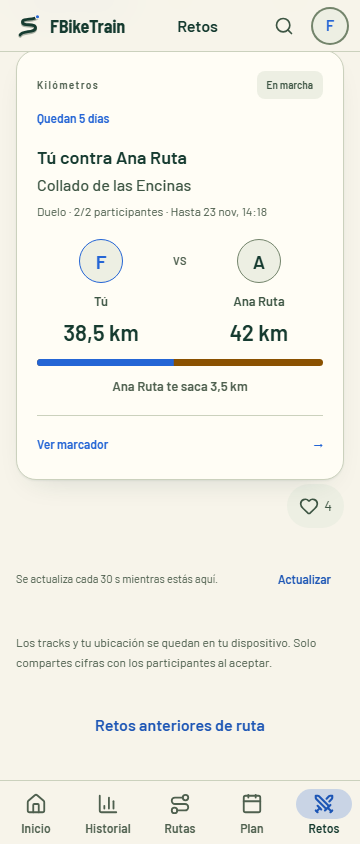 FBikeTrain
Retos
F
Kilómetros
En marcha
Quedan 5 días
Tú contra Ana Ruta
Collado de las Encinas
Duelo · 2/2 participantes · Hasta 23 nov, 14:18
F
VS
A
Tú
Ana Ruta
38,5 km
42 km
Ana Ruta te saca 3,5 km
Ver marcador →
4
Se actualiza cada 30 s mientras estás aquí.
Actualizar
Los tracks y tu ubicación se quedan en tu dispositivo. Solo
compartes cifras con los participantes al aceptar.
Retos anteriores de ruta
Inicio
Historial
Rutas
Plan
Retos